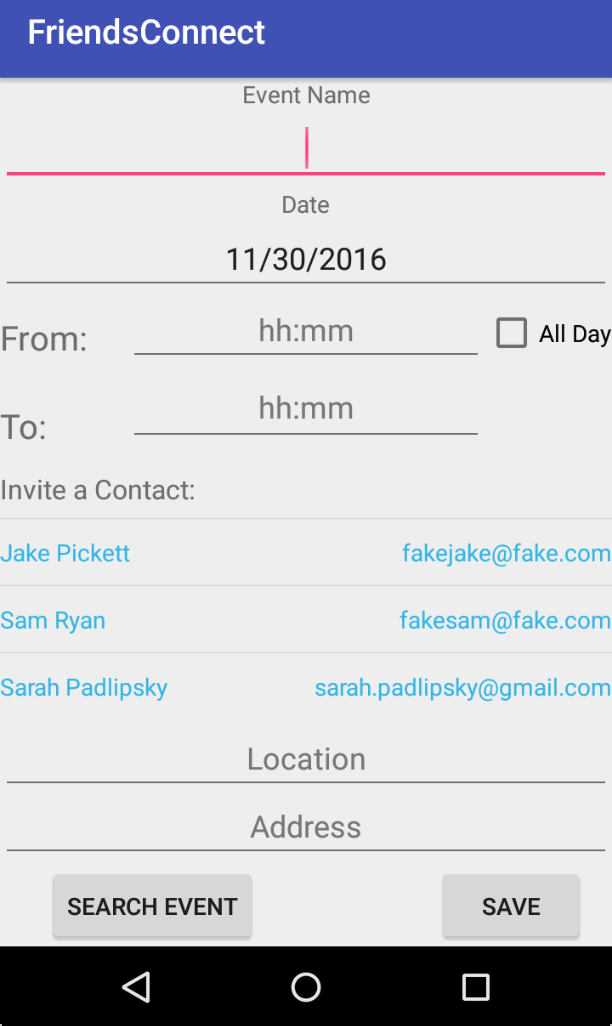 FriendsConnect
Event Name
Date
11/30/2016
From: hh:mm All Day
To: hh:mm
Invite a Contact:
Jake Pickett fakejake@fake.com
Sam Ryan fakesam@fake.com
Sarah Padlipsky sarah.padlipsky@gmail.com
Location
Address
SEARCH EVENT SAVE